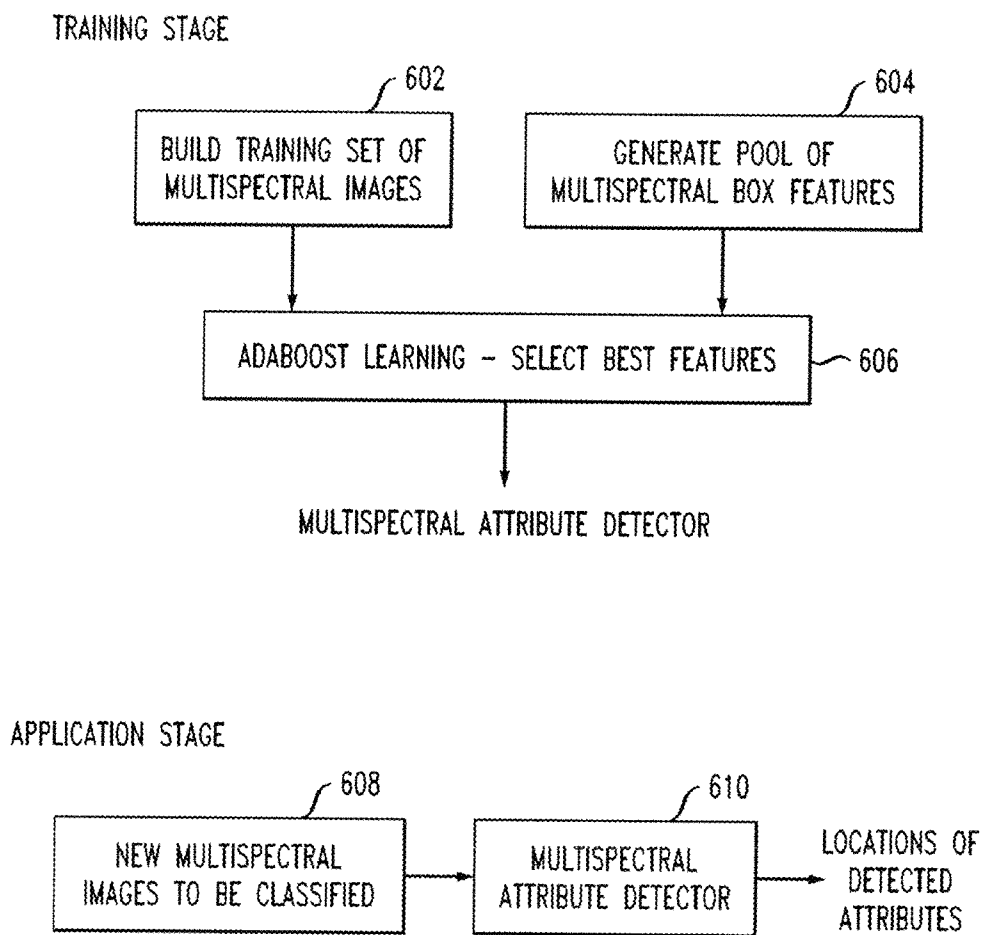 TRAINING STAGE
602
BUILD TRAINING SET OF
MULTISPECTRAL IMAGES
604
GENERATE POOL OF
MULTISPECTRAL BOX FEATURES
ADABOOST LEARNING – SELECT BEST FEATURES
606
MULTISPECTRAL ATTRIBUTE DETECTOR
APPLICATION STAGE
608
NEW MULTISPECTRAL
IMAGES TO BE CLASSIFIED
610
MULTISPECTRAL
ATTRIBUTE DETECTOR
LOCATIONS OF
DETECTED
ATTRIBUTES